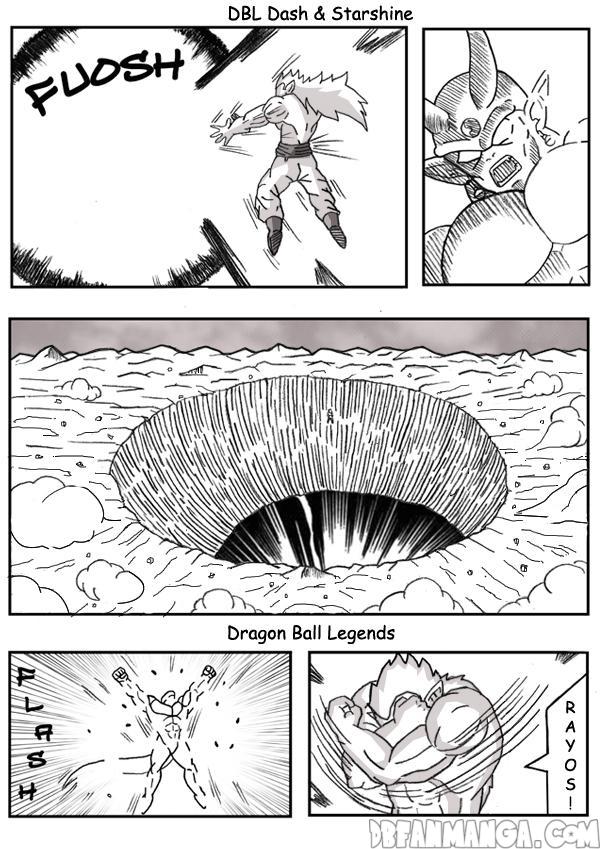 DBL Dash & Starshine
FUOSH
Dragon Ball Legends
FLASH
RAYOS!
DBFANMANGA.COM